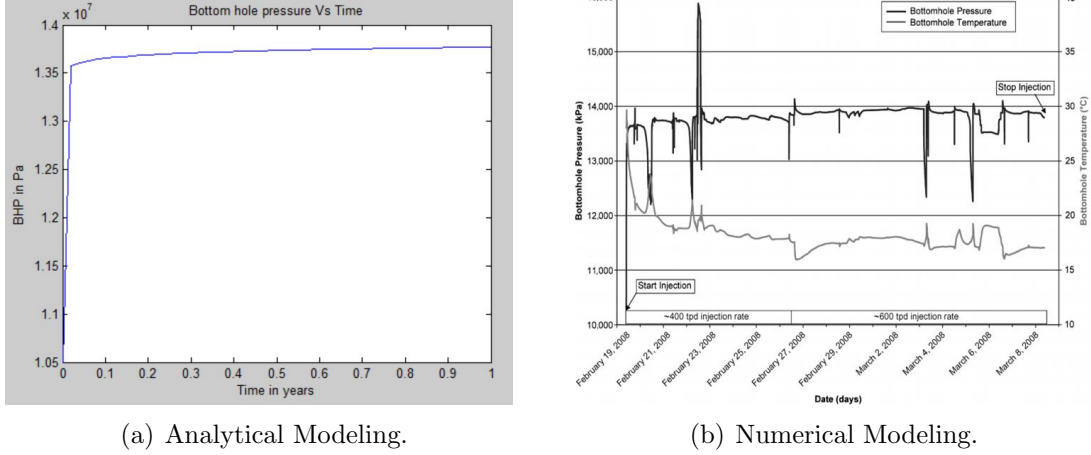 Bottom hole pressure Vs Time
x 10^7
1.4
1.35
1.3
1.25
1.2
1.15
1.1
1.05
0 0.1 0.2 0.3 0.4 0.5 0.6 0.7 0.8 0.9 1
BHP in Pa
Time in years
(a) Analytical Modeling.
Bottomhole Pressure
Bottomhole Temperature
15,000
14,000
13,000
12,000
11,000
10,000
Bottomhole Pressure (kPa)
35
30
25
20
15
10
Bottomhole Temperature (°C)
Stop Injection
Start Injection
~400 tpd injection rate
~600 tpd injection rate
February 19, 2008
February 21, 2008
February 23, 2008
February 25, 2008
February 27, 2008
February 29, 2008
March 2, 2008
March 4, 2008
March 6, 2008
March 8, 2008
Date (days)
(b) Numerical Modeling.